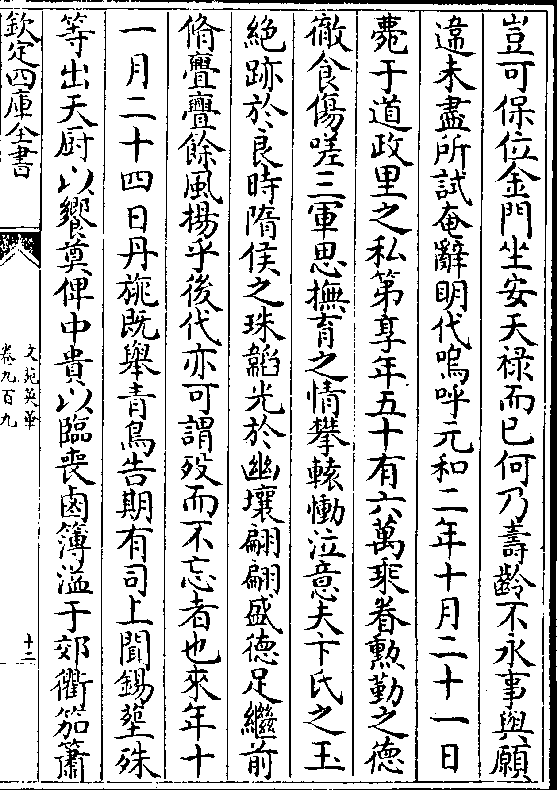 豈可保位金門坐安天祿而已何乃壽齡不永事與願
違未盡所試奄辭明代嗚呼元和二年十月二十一日
薨于道政里之私第享年五十有六萬乘眷勲勤之德
徹食傷嗟三軍思撫育之情攀轅慟泣意夫卞氏之玉
絶跡於良時隋侯之珠韜光於幽壤翩翩盛德足繼前
脩亹亹餘風楊乎後代亦可謂歿而不忘者也來年十
一月二十四日丹旐既舉青鳥告期有司上聞錫塋殊
等出天厨以饗奠俾中貴以臨喪鹵簿溢于郊衢笳簫
欽定四庫全書
文苑英華
卷九百九
十二